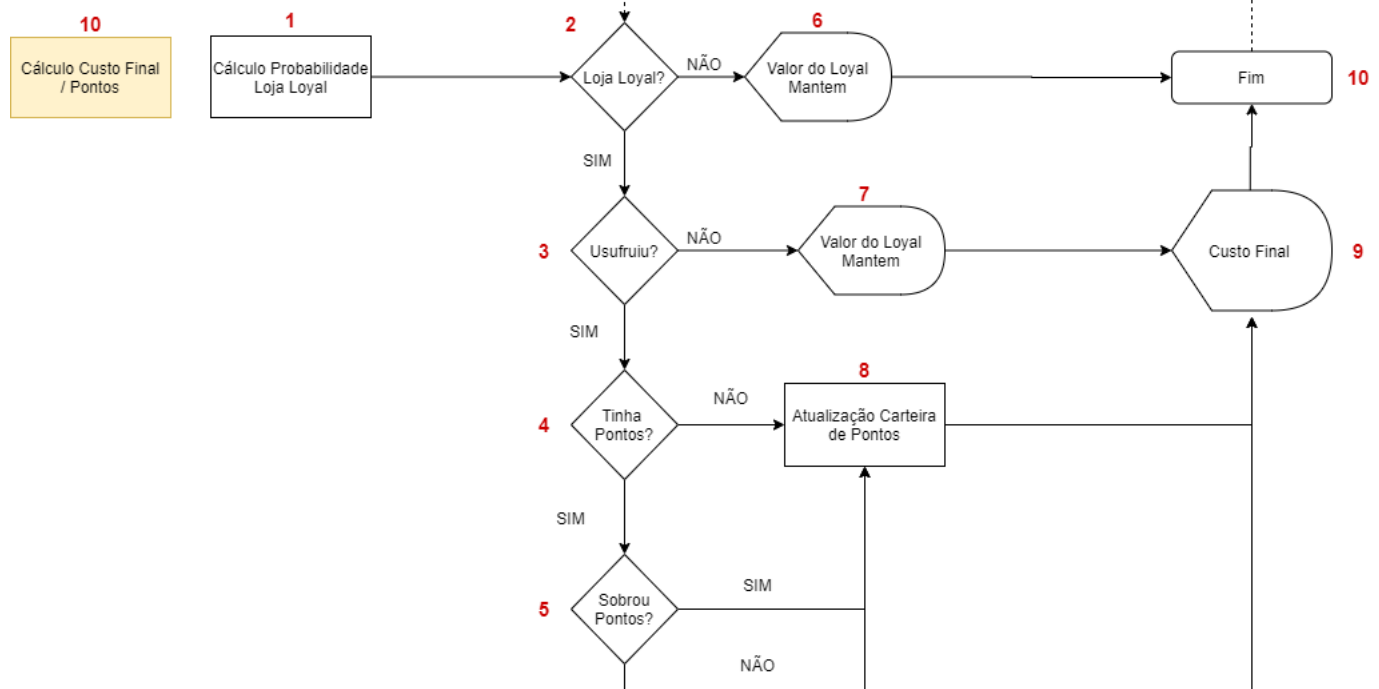 10
Cálculo Custo Final
/ Pontos
1
Cálculo Probabilidade
Loja Loyal
2
Loja Loyal?
NÃO
6
Valor do Loyal
Mantem
Fim
10
SIM
3
Usufruiu?
NÃO
7
Valor do Loyal
Mantem
Custo Final
9
SIM
4
Tinha
Pontos?
NÃO
8
Atualização Carteira
de Pontos
SIM
5
Sobrou
Pontos?
SIM
NÃO